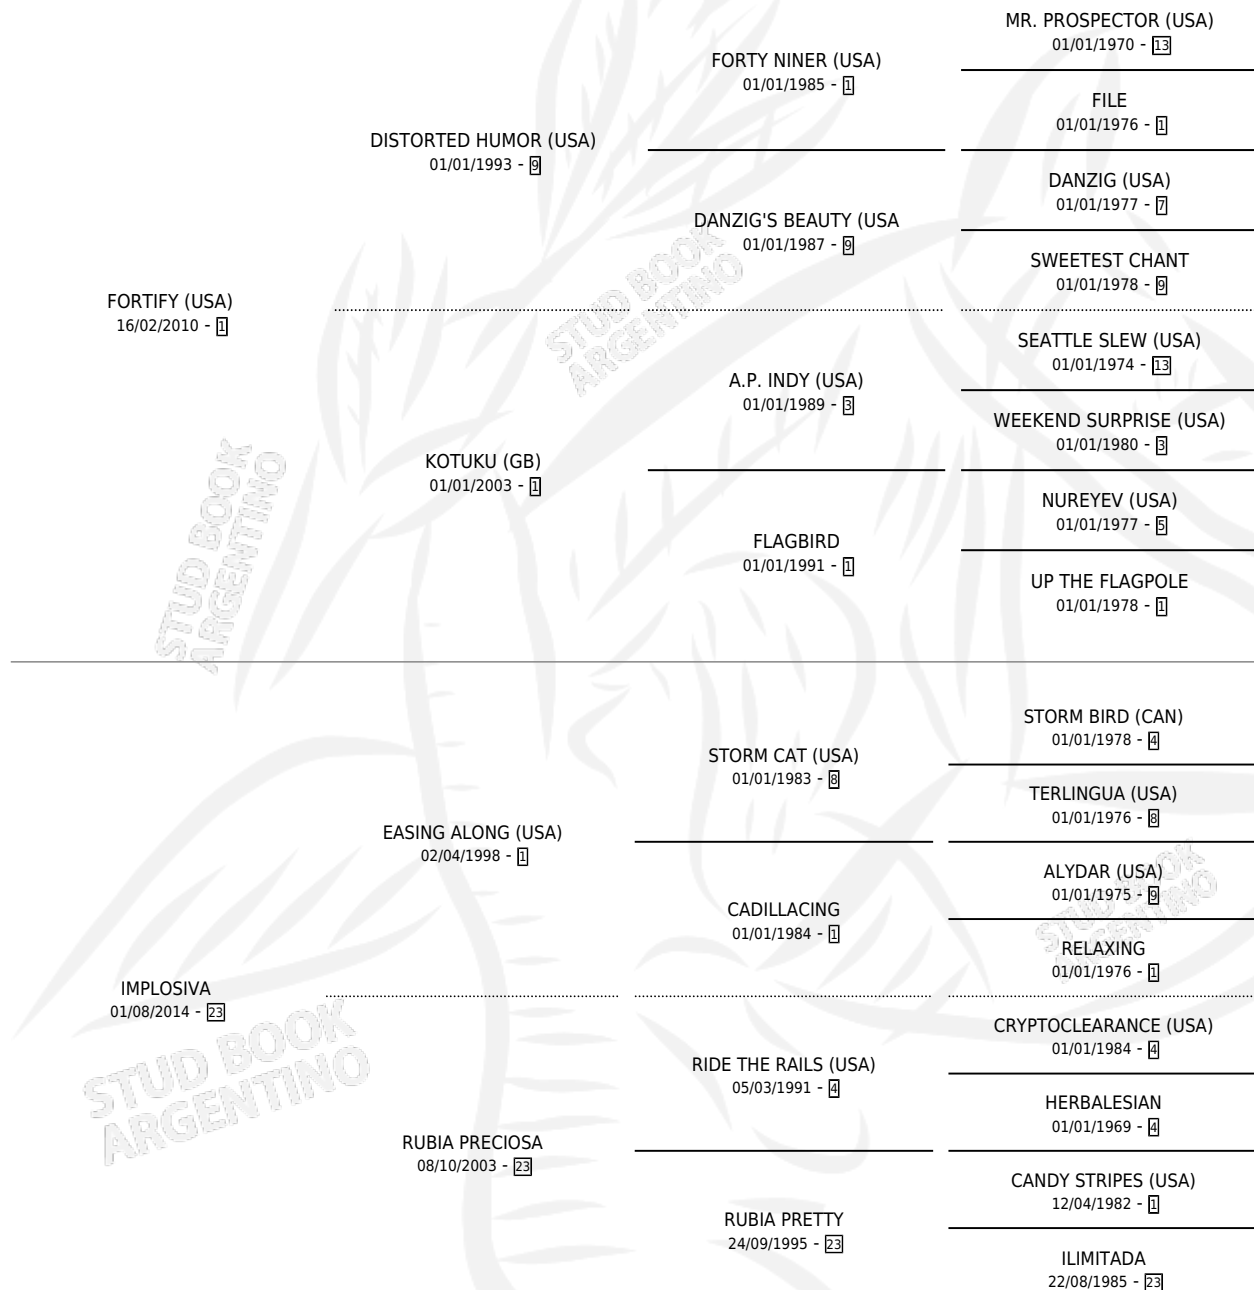 MR. PROSPECTOR (USA)
01/01/1970 - 13
FORTY NINER (USA)
01/01/1985 - 1
FILE
01/01/1976 - 1
DISTORTED HUMOR (USA)
01/01/1993 - 9
DANZIG (USA)
01/01/1977 - 7
DANZIG'S BEAUTY (USA
01/01/1987 - 9
SWEETEST CHANT
01/01/1978 - 9
FORTIFY (USA)
16/02/2010 - 1
SEATTLE SLEW (USA)
01/01/1974 - 13
A.P. INDY (USA)
01/01/1989 - 3
WEEKEND SURPRISE (USA)
01/01/1980 - 3
KOTUKU (GB)
01/01/2003 - 1
NUREYEV (USA)
01/01/1977 - 5
FLAGBIRD
01/01/1991 - 1
UP THE FLAGPOLE
01/01/1978 - 1
STORM BIRD (CAN)
01/01/1978 - 4
STORM CAT (USA)
01/01/1983 - 8
TERLINGUA (USA)
01/01/1976 - 8
EASING ALONG (USA)
02/04/1998 - 1
ALYDAR (USA)
01/01/1975 - 9
CADILLACING
01/01/1984 - 1
RELAXING
01/01/1976 - 1
IMPLOSIVA
01/08/2014 - 23
CRYPTOCLEARANCE (USA)
01/01/1984 - 4
RIDE THE RAILS (USA)
05/03/1991 - 4
HERBALESIAN
01/01/1969 - 4
RUBIA PRECIOSA
08/10/2003 - 23
CANDY STRIPES (USA)
12/04/1982 - 1
RUBIA PRETTY
24/09/1995 - 23
ILIMITADA
22/08/1985 - 23
STUD BOOK
ARGENTINO
STUD BOOK
ARGENTINO
STUD BOOK
ARGENTINO
STUD BOOK
ARGENTINO